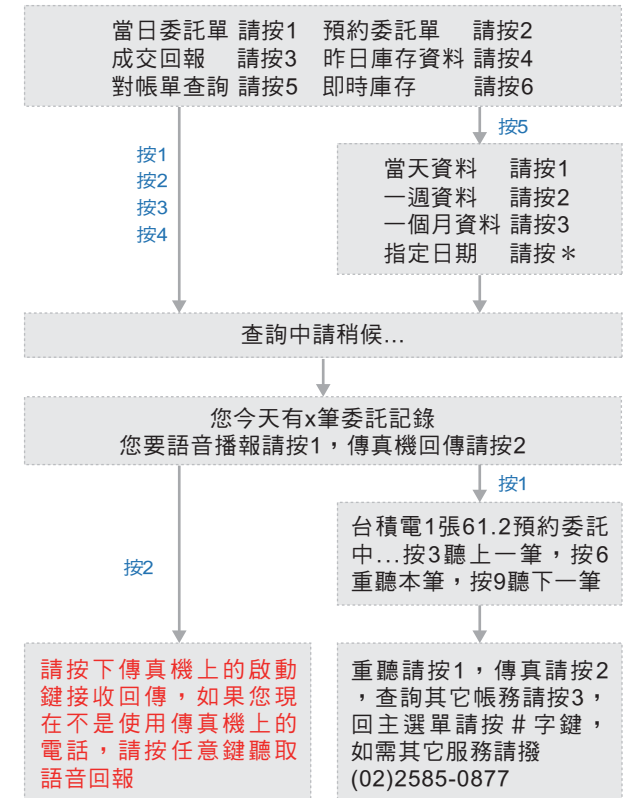 當日委託單 請按1 預約委託單 請按2
成交回報 請按3 昨日庫存資料 請按4
對帳單查詢 請按5 即時庫存 請按6
按5
按1
按2
按3
按4
當天資料 請按1
一週資料 請按2
一個月資料 請按3
指定日期 請按＊
查詢中請稍候...
您今天有x筆委託記錄
您要語音播報請按1，傳真機回傳請按2
按1
按2
台積電1張61.2預約委託
中...按3聽上一筆，按6
重聽本筆，按9聽下一筆
請按下傳真機上的啟動
鍵接收回傳，如果您現
在不是使用傳真機上的
電話，請按任意鍵聽取
語音回報
重聽請按1，傳真請按2
，查詢其它帳務請按3，
回主選單請按＃字鍵，
如需其它服務請撥
(02)2585-0877